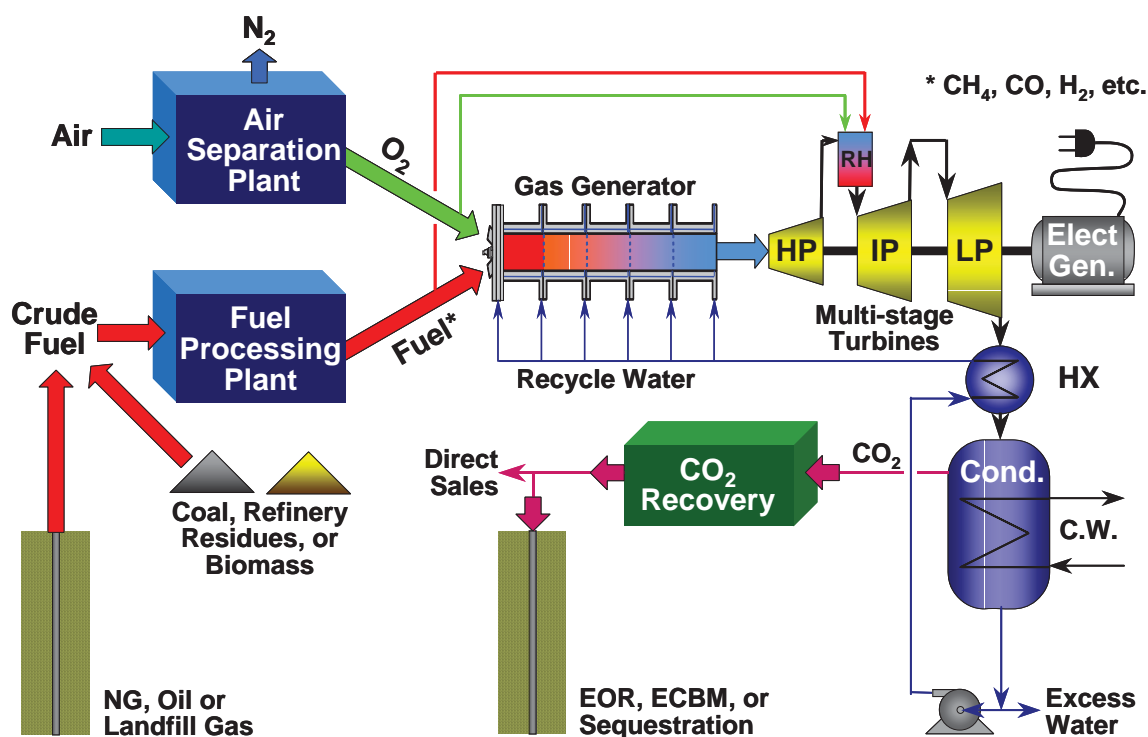 N₂
Air
Air
Separation
Plant
O₂
* CH₄, CO, H₂, etc.
RH
Gas Generator
HP
IP
LP
Elect
Gen.
Multi-stage
Turbines
Crude
Fuel
Fuel
Processing
Plant
Fuel*
Recycle Water
HX
Direct
Sales
CO₂
Recovery
CO₂
Cond.
C.W.
Coal, Refinery
Residues, or
Biomass
NG, Oil or
Landfill Gas
EOR, ECBM, or
Sequestration
Excess
Water